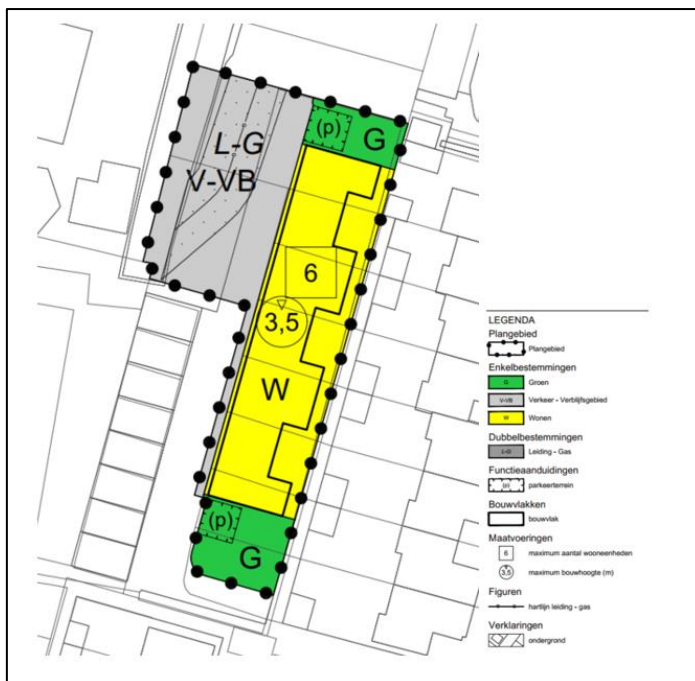 (p)
G
L-G
V-VB
6
3,5
W
(p)
G
LEGENDA
Plangebied
Plangebied
Enkelbestemmingen
G Groen
V-VB Verkeer - Verblijfsgebied
W Wonen
Dubbelbestemmingen
L-G Leiding - Gas
Functieaanduidingen
(p) parkeerterrein
Bouwvlakken
bouwvlak
Maatvoeringen
6 maximum aantal wooneenheden
3,5 maximum bouwhoogte (m)
Figuren
hartlijn leiding - gas
Verklaringen
ondergrond